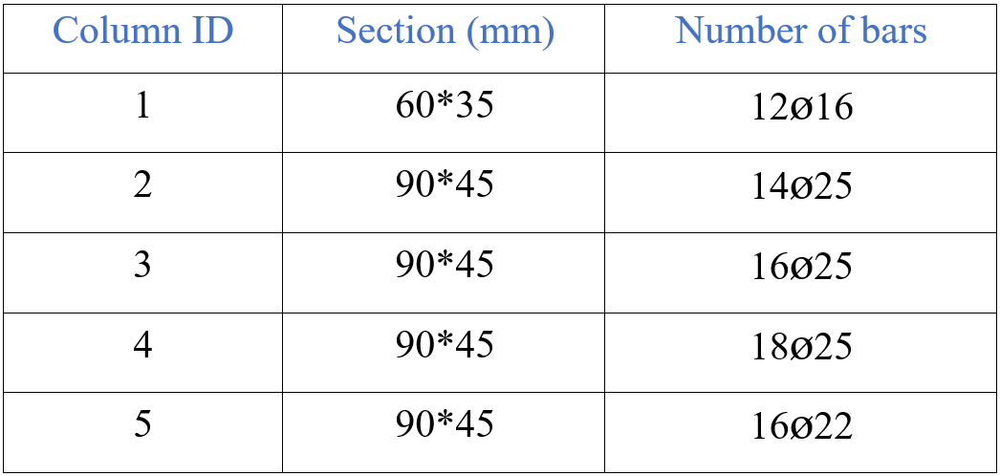 Column ID Section (mm) Number of bars
1 60*35 12ø16
2 90*45 14ø25
3 90*45 16ø25
4 90*45 18ø25
5 90*45 16ø22